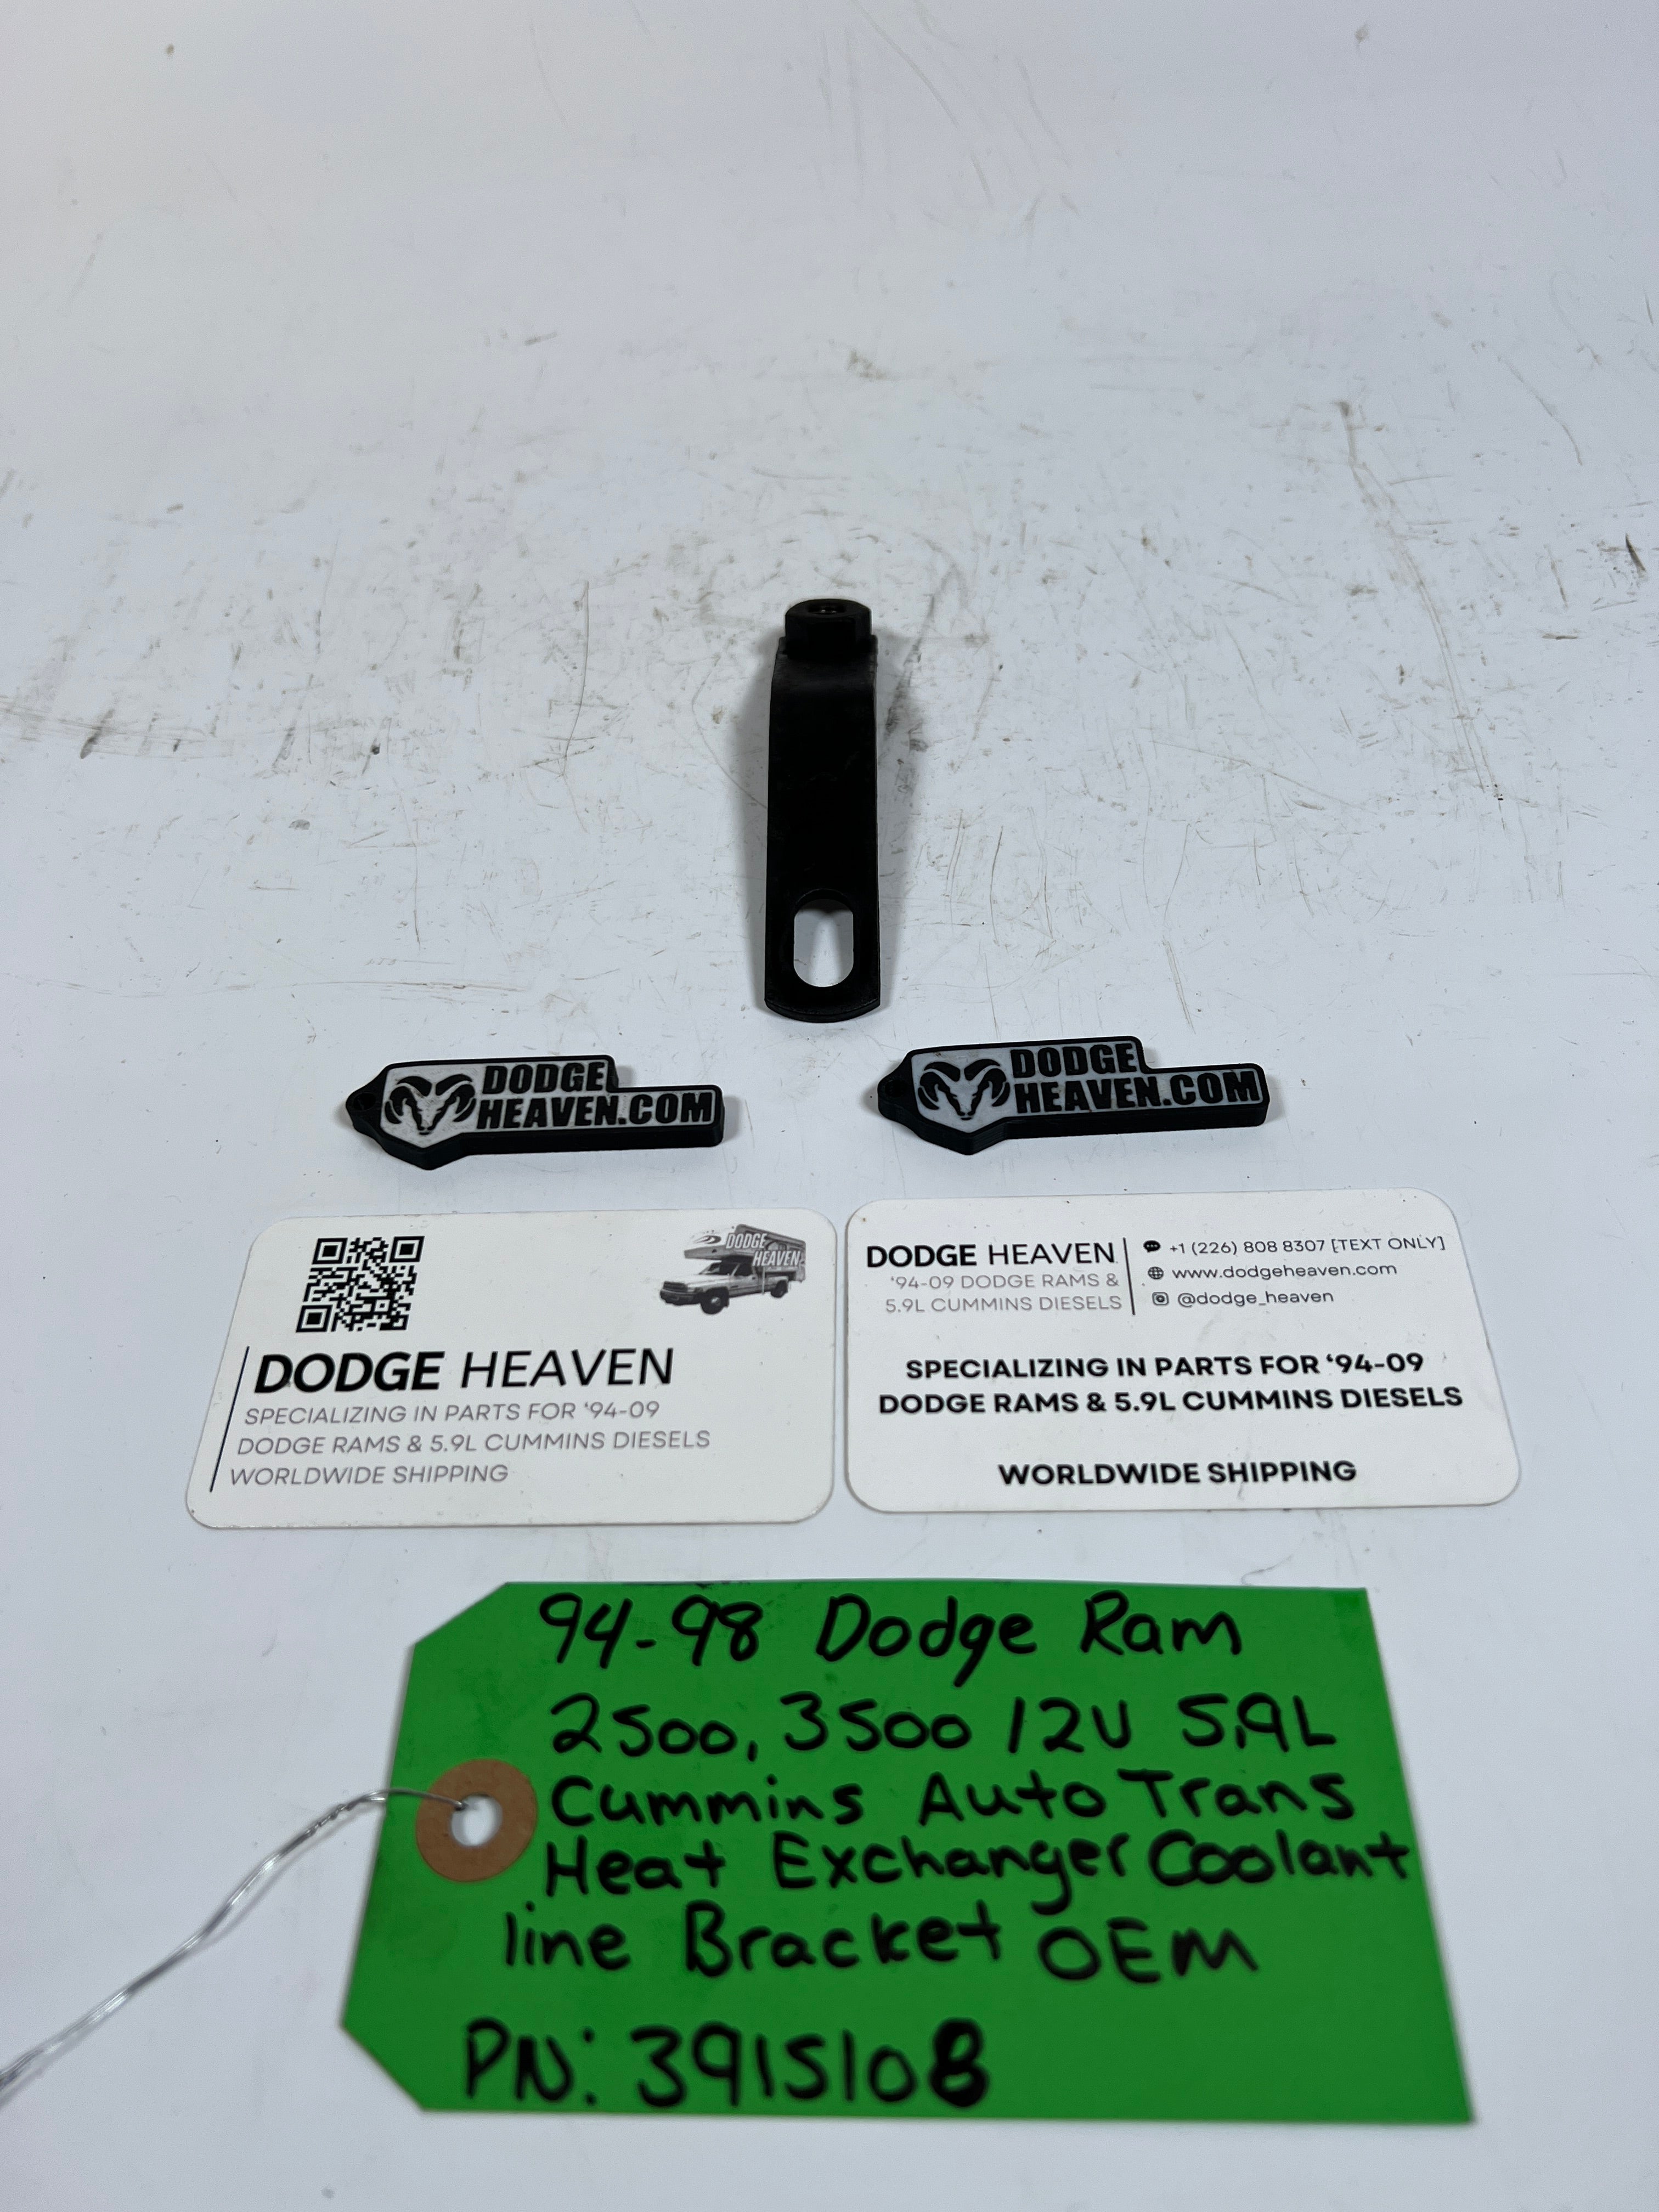 DODGE
HEAVEN.COM
DODGE
HEAVEN.COM
DODGE
HEAVEN
DODGE HEAVEN
SPECIALIZING IN PARTS FOR ‘94-09
DODGE RAMS & 5.9L CUMMINS DIESELS
WORLDWIDE SHIPPING
DODGE HEAVEN
‘94-09 DODGE RAMS &
5.9L CUMMINS DIESELS
+1 (226) 808 8307 [TEXT ONLY]
www.dodgeheaven.com
@dodge_heaven
SPECIALIZING IN PARTS FOR ‘94-09
DODGE RAMS & 5.9L CUMMINS DIESELS
WORLDWIDE SHIPPING
94-98 Dodge Ram
2500, 3500 12V 5.9L
Cummins Auto Trans
Heat Exchanger Coolant
line Bracket OEM
PN: 3915108